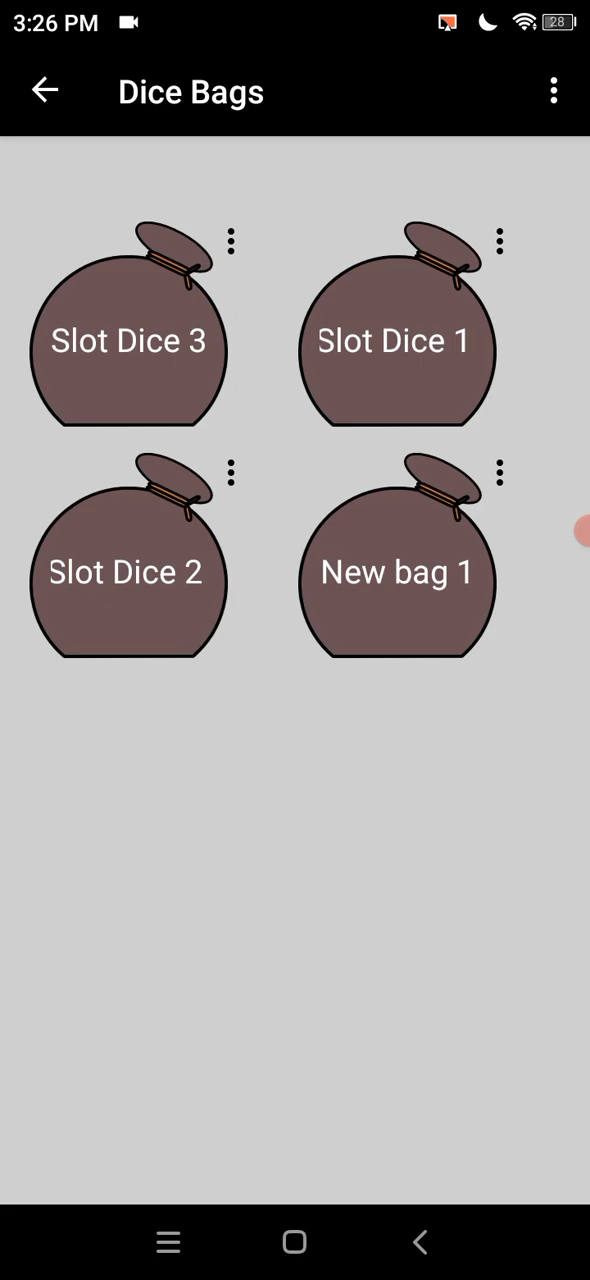 3:26 PM
28
Dice Bags
Slot Dice 3
Slot Dice 1
Slot Dice 2
New bag 1